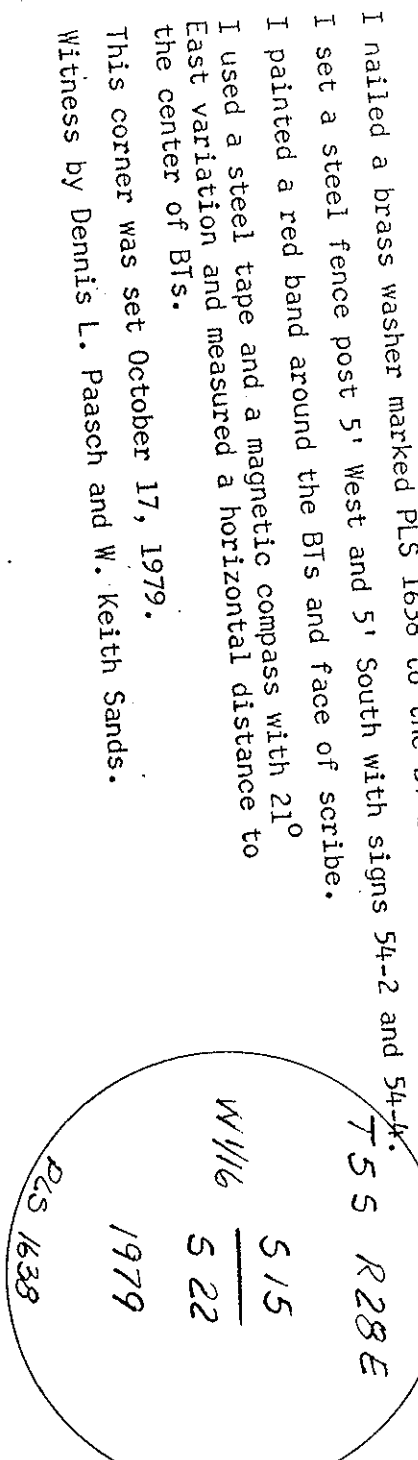 I nailed a brass washer marked PLS 1638 to the
I set a steel fence post 5' West and 5' South with signs 54-2 and 54-4.
I painted a red band around the BTs and face of scribe.
I used a steel tape and a magnetic compass with 21°
East variation and measured a horizontal distance to
the center of BTs.
This corner was set October 17, 1979.
Witness by Dennis L. Paasch and W. Keith Sands.
T5S R28E
W 1/16 S 15
S 22
1979
PLS 1638